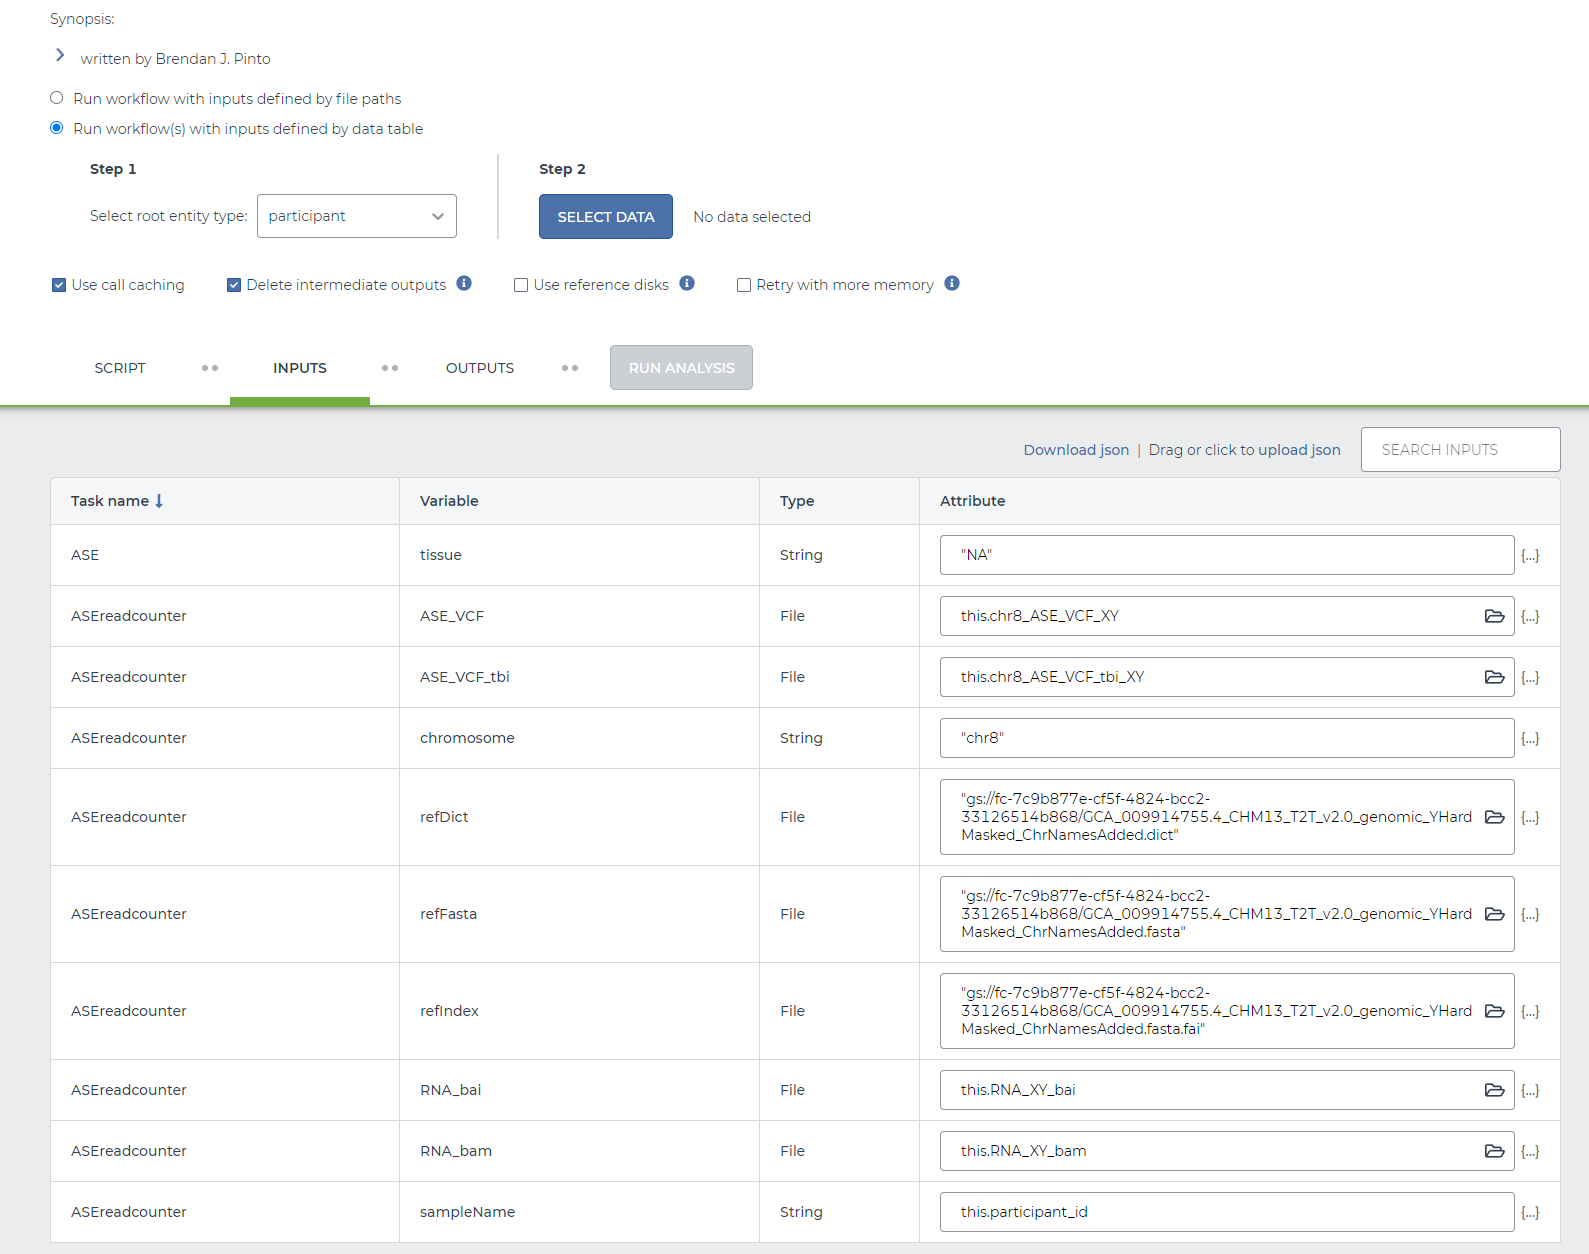 Synopsis:
written by Brendan J. Pinto
Run workflow with inputs defined by file paths
Run workflow(s) with inputs defined by data table
Step 1
Select root entity type: participant
Step 2
SELECT DATA No data selected
Use call caching Delete intermediate outputs Use reference disks Retry with more memory
SCRIPT INPUTS OUTPUTS RUN ANALYSIS
Download json | Drag or click to upload json SEARCH INPUTS
Task name ↓ Variable Type Attribute
ASE tissue String "NA" {...}
ASEreadcounter ASE_VCF File this.chr8_ASE_VCF_XY {...}
ASEreadcounter ASE_VCF_tbi File this.chr8_ASE_VCF_tbi_XY {...}
ASEreadcounter chromosome String "chr8" {...}
ASEreadcounter refDict File "gs://fc-7c9b877e-cf5f-4824-bcc2-
33126514b868/GCA_009914755.4_CHM13_T2T_v2.0_genomic_YHard
Masked_ChrNamesAdded.dict" {...}
ASEreadcounter refFasta File "gs://fc-7c9b877e-cf5f-4824-bcc2-
33126514b868/GCA_009914755.4_CHM13_T2T_v2.0_genomic_YHard
Masked_ChrNamesAdded.fasta" {...}
ASEreadcounter refIndex File "gs://fc-7c9b877e-cf5f-4824-bcc2-
33126514b868/GCA_009914755.4_CHM13_T2T_v2.0_genomic_YHard
Masked_ChrNamesAdded.fasta.fai" {...}
ASEreadcounter RNA_bai File this.RNA_XY_bai {...}
ASEreadcounter RNA_bam File this.RNA_XY_bam {...}
ASEreadcounter sampleName String this.participant_id {...}